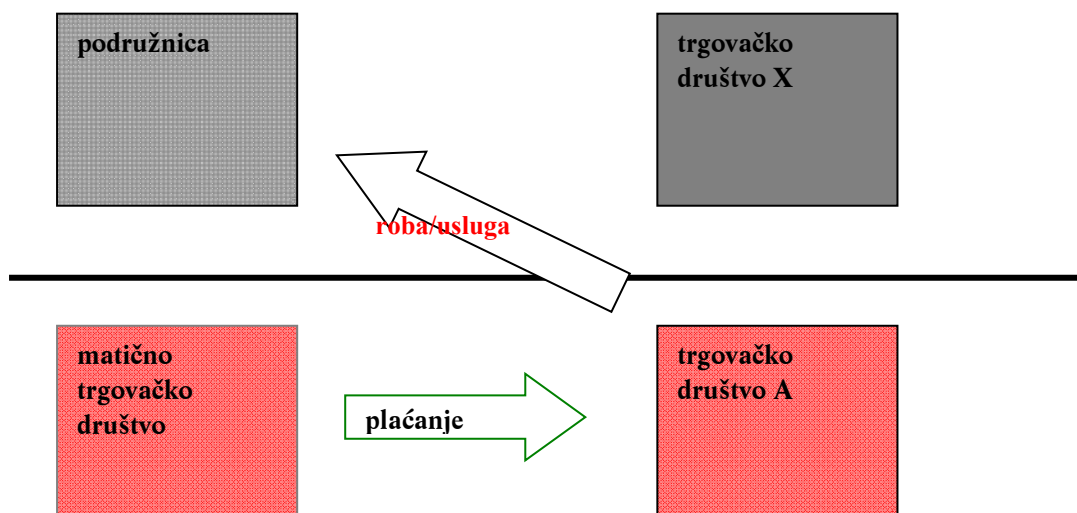 podružnica
trgovačko
društvo X
roba/usluga
matično
trgovačko
društvo
plaćanje
trgovačko
društvo A